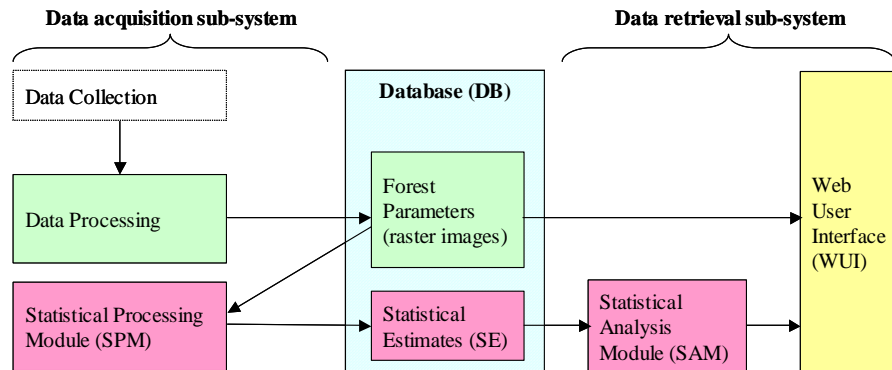 Data acquisition sub-system
Data retrieval sub-system
Data Collection
Database (DB)
Data Processing
Forest
Parameters
(raster images)
Web
User
Interface
(WUI)
Statistical Processing
Module (SPM)
Statistical
Estimates (SE)
Statistical
Analysis
Module (SAM)